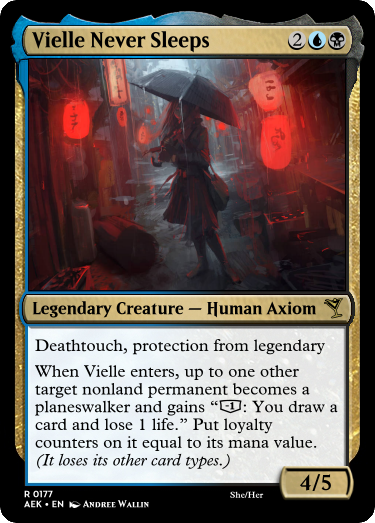 Vielle Never Sleeps 2
Legendary Creature — Human Axiom
Deathtouch, protection from legendary
When Vielle enters, up to one other
target nonland permanent becomes a
planeswalker and gains “-1: You draw a
card and lose 1 life.” Put loyalty
counters on it equal to its mana value.
(It loses its other card types.)
4/5
R 0177
AEK • EN Andree Wallin
She/Her